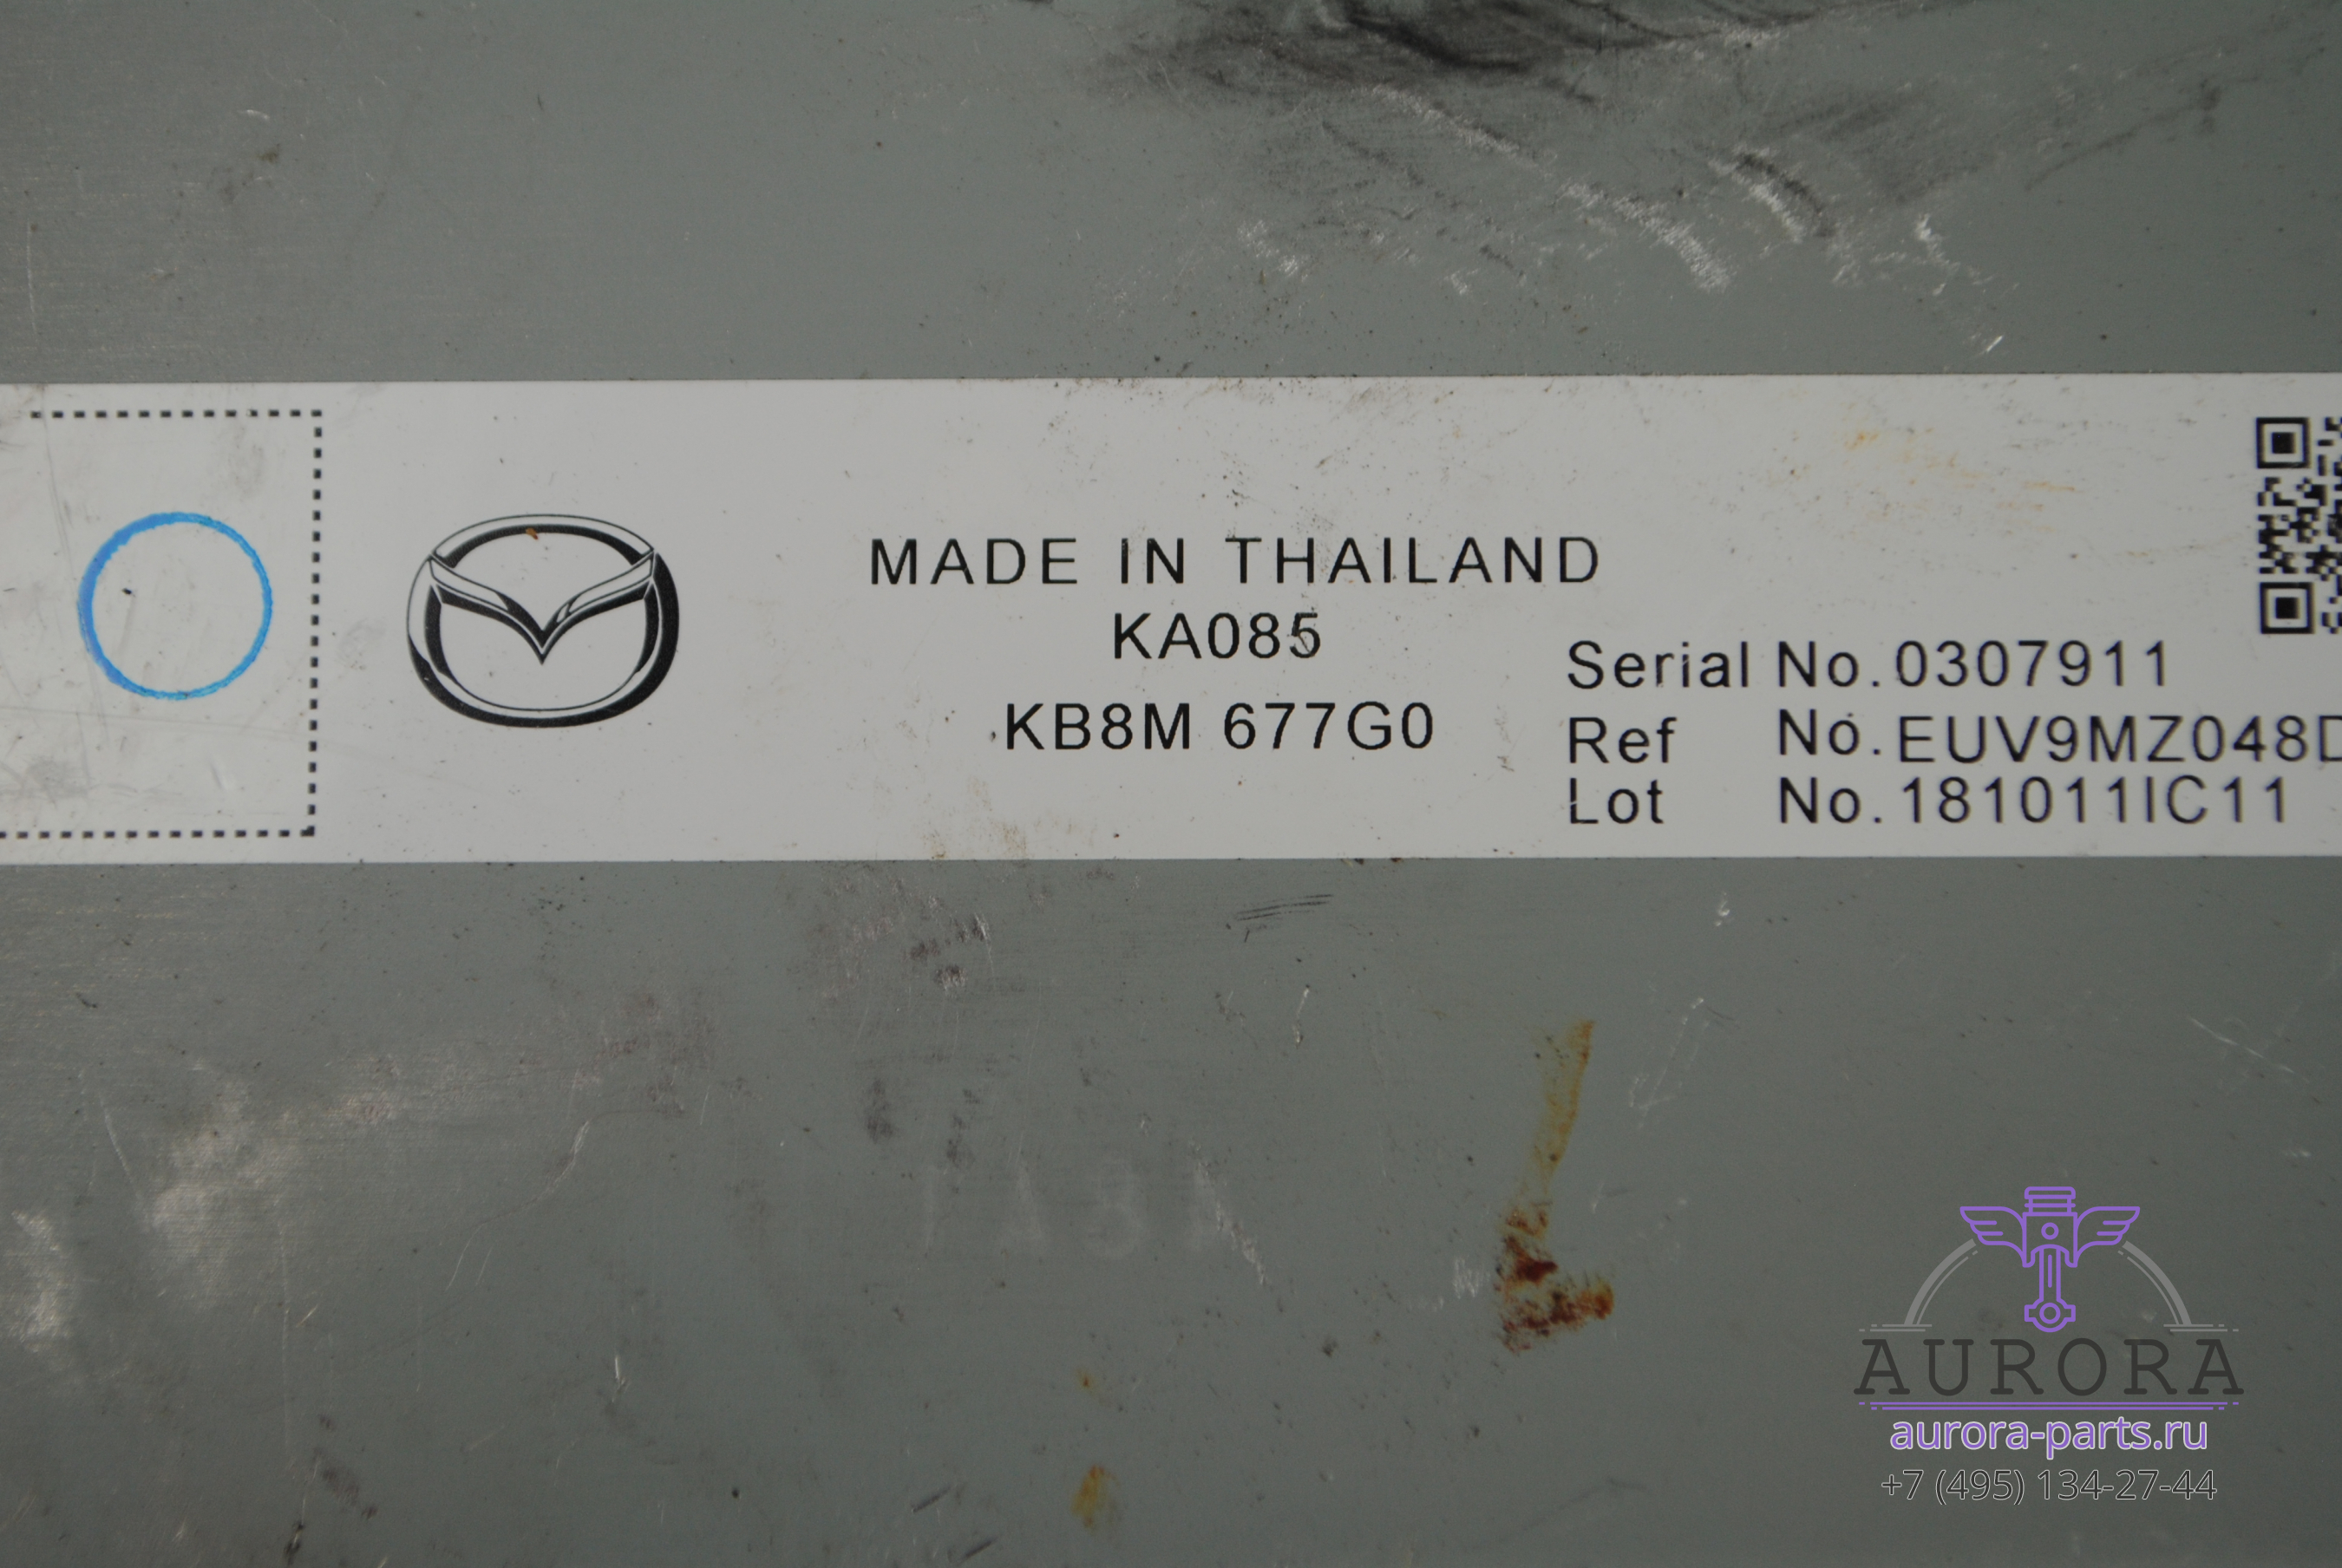 MADE IN THAILAND
KA085
KB8M 677G0
Serial No.0307911
Ref No.EUV9MZ048D
Lot No.181011IC11
AURORA
aurora-parts.ru
+7 (495) 134-27-44